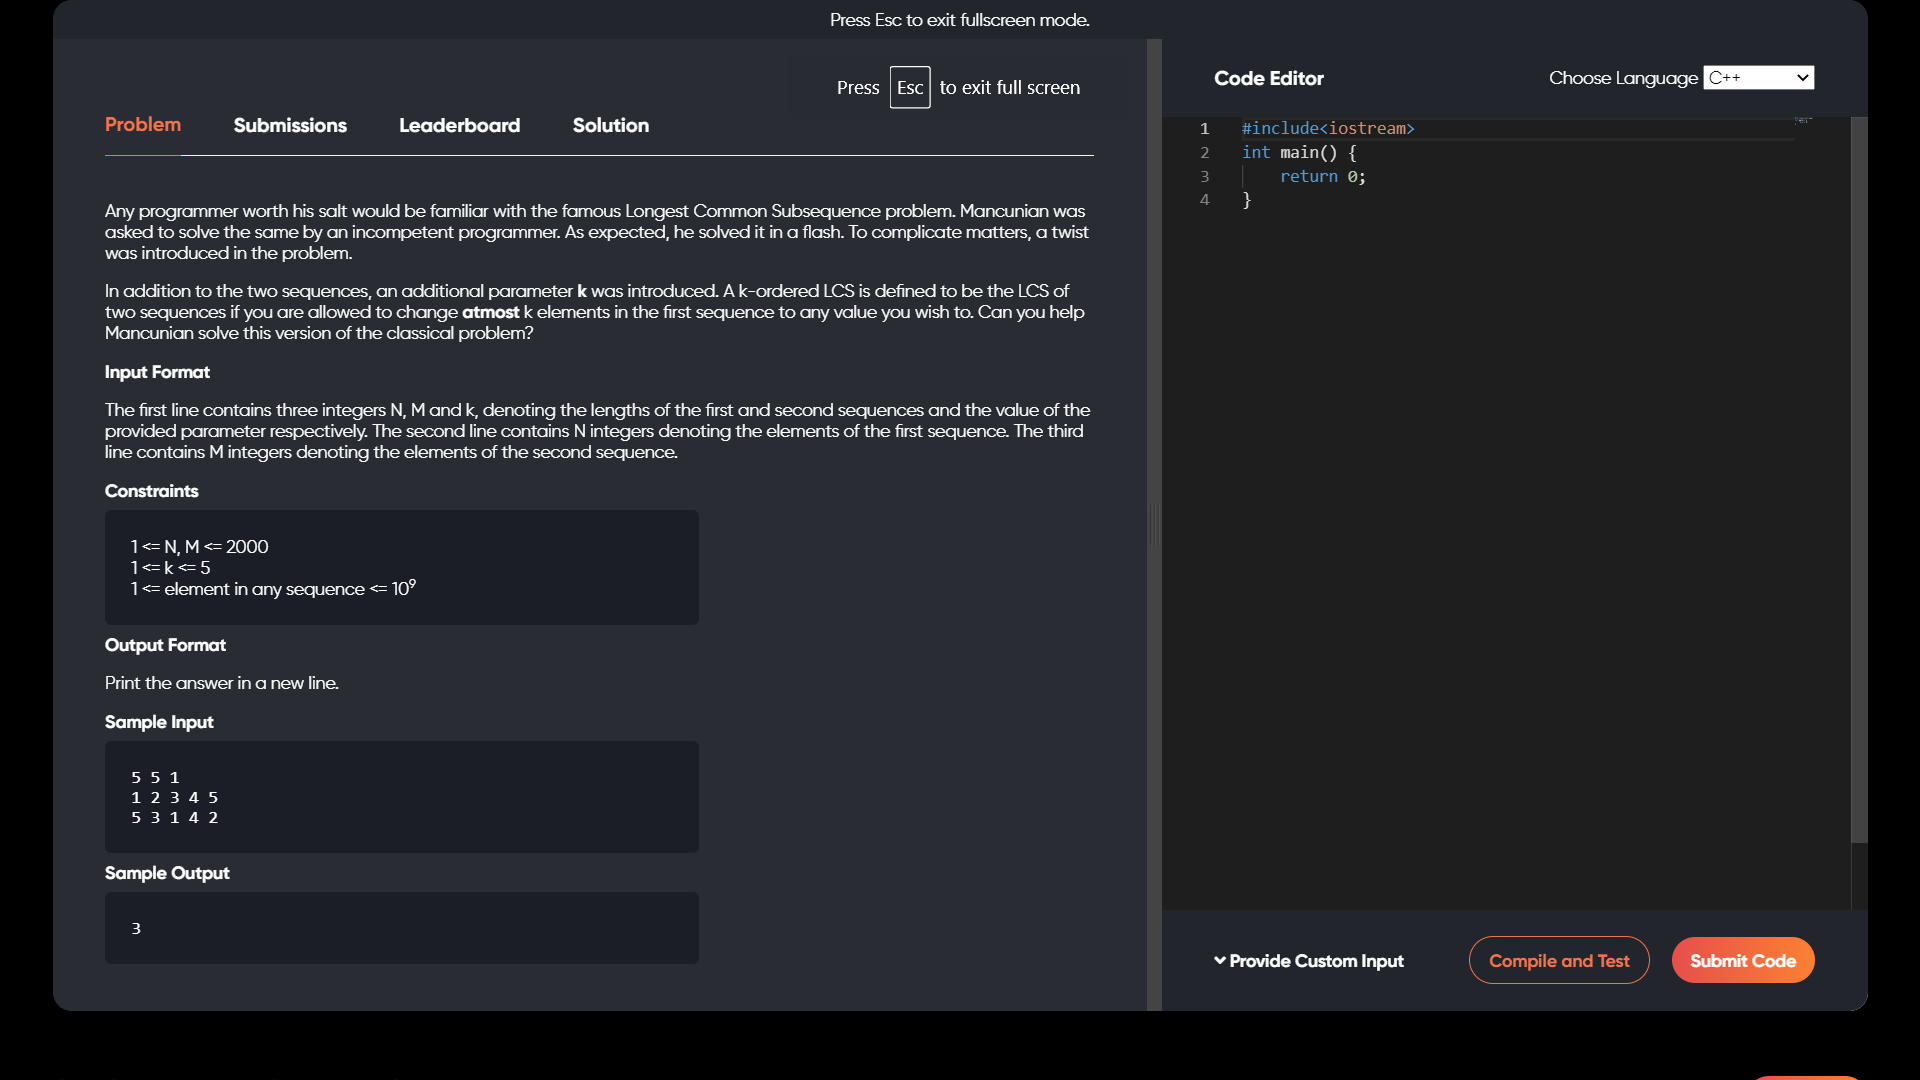 Press Esc to exit fullscreen mode.
Press Esc to exit full screen
Problem Submissions Leaderboard Solution
Any programmer worth his salt would be familiar with the famous Longest Common Subsequence problem. Mancunian was
asked to solve the same by an incompetent programmer. As expected, he solved it in a flash. To complicate matters, a twist
was introduced in the problem.
In addition to the two sequences, an additional parameter k was introduced. A k-ordered LCS is defined to be the LCS of
two sequences if you are allowed to change atmost k elements in the first sequence to any value you wish to. Can you help
Mancunian solve this version of the classical problem?
Input Format
The first line contains three integers N, M and k, denoting the lengths of the first and second sequences and the value of the
provided parameter respectively. The second line contains N integers denoting the elements of the first sequence. The third
line contains M integers denoting the elements of the second sequence.
Constraints
1 <= N, M <= 2000
1 <= k <= 5
1 <= element in any sequence <= 10⁹
Output Format
Print the answer in a new line.
Sample Input
5 5 1
1 2 3 4 5
5 3 1 4 2
Sample Output
3
Code Editor
Choose Language C++
1 #include<iostream>
2 int main() {
3     return 0;
4 }
Provide Custom Input
Compile and Test
Submit Code